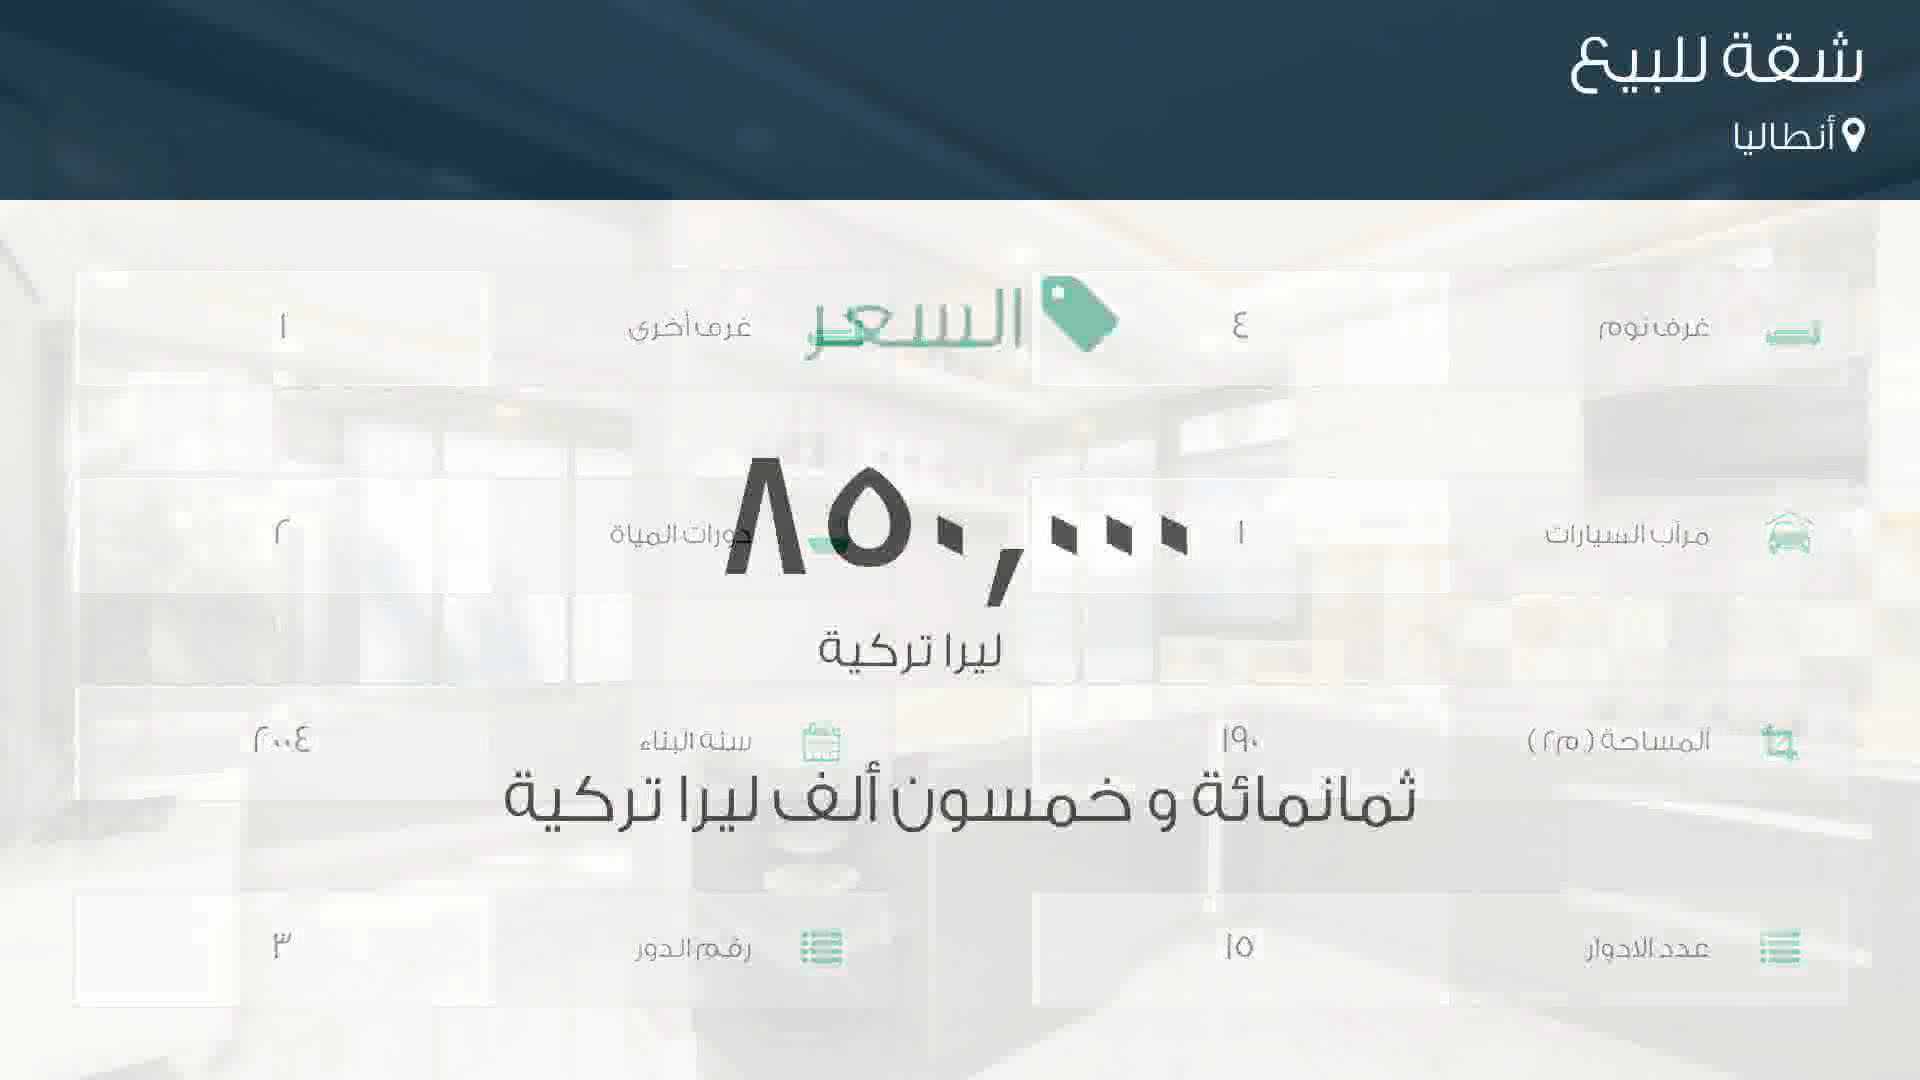 شقة للبيع
أنطاليا
السعر
غرف نوم ٤
غرف أخرى ١
٨٥٠,٠٠٠
مرآب السيارات ١
دورات المياة ٢
ليرا تركية
المساحة ( م٢ ) ١٩٠
سنة البناء ٢٠٠٤
ثمانمائة و خمسون ألف ليرا تركية
عدد الادوار ١٥
رقم الدور ٣